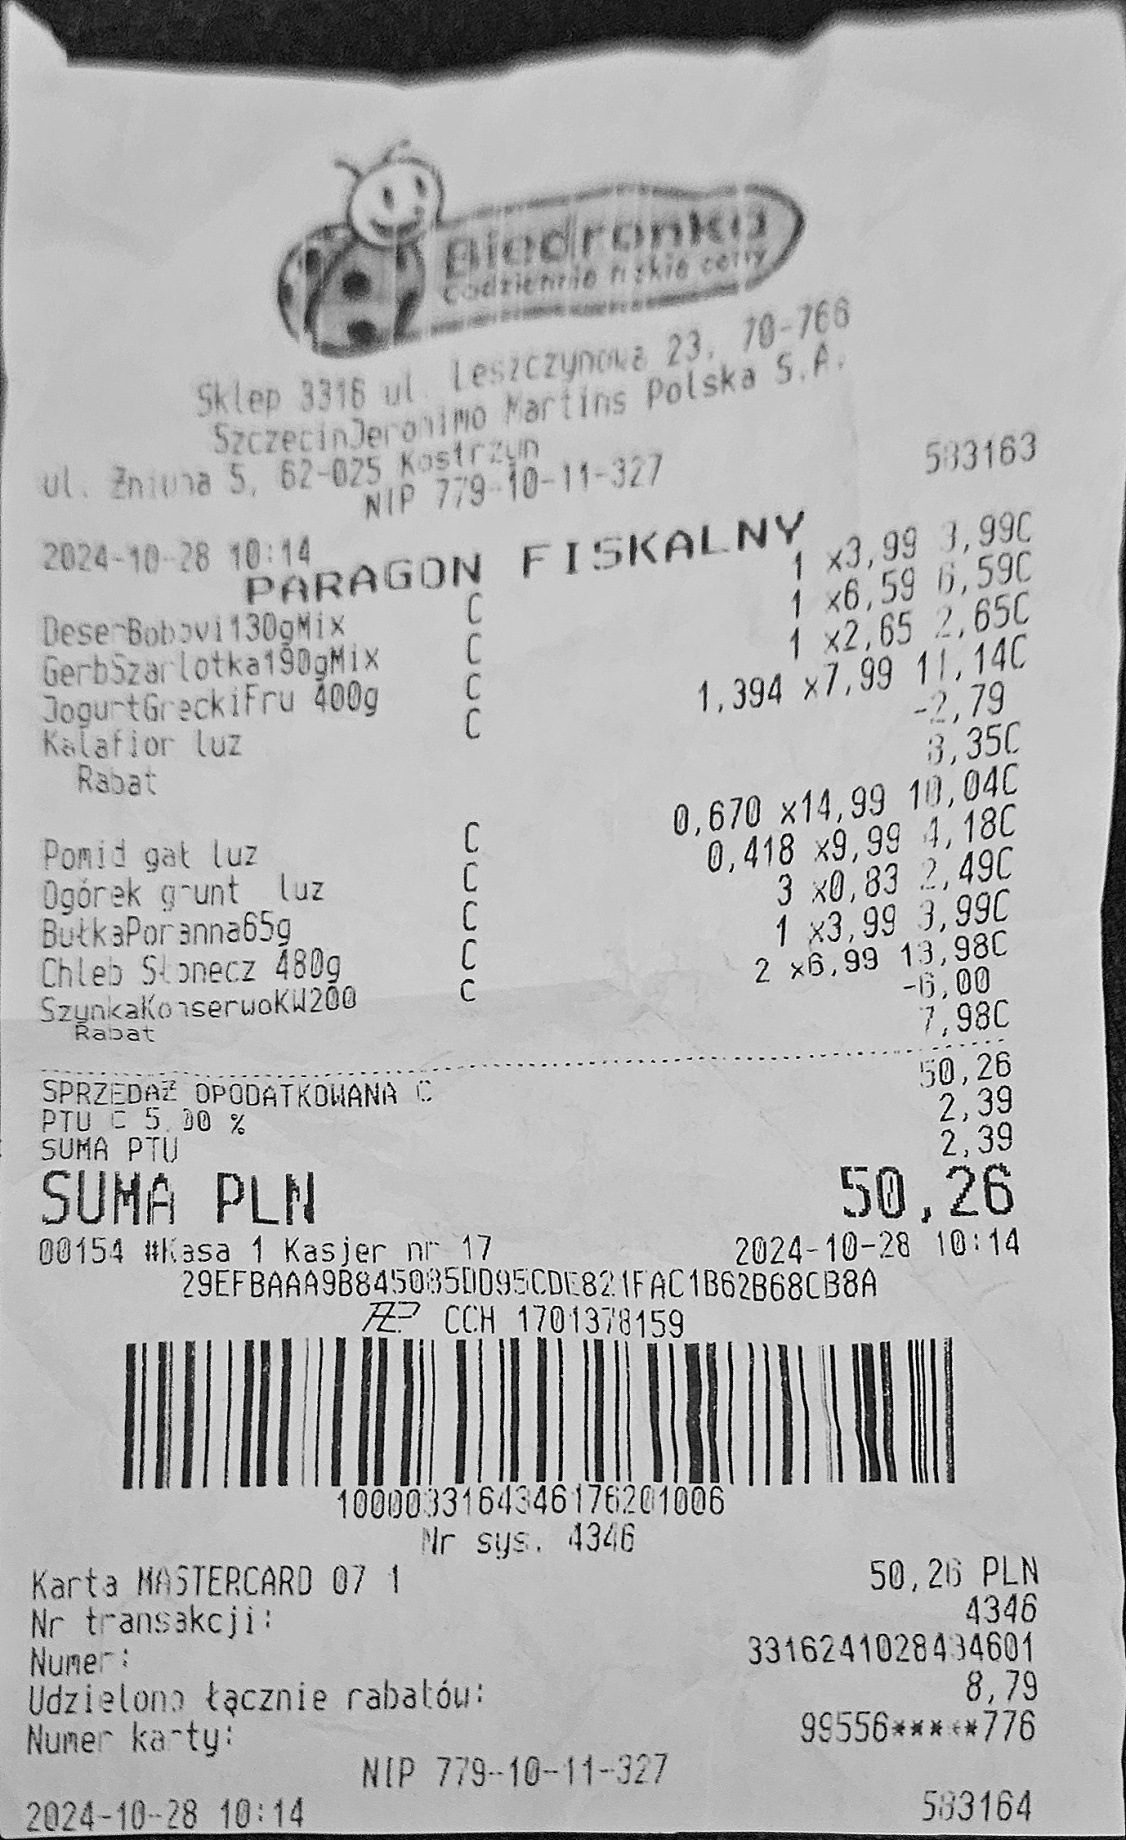 Biedronka
Codziennie niskie ceny
Sklep 3316 ul. Leszczynowa 23, 70-766
SzczecinJeronimo Martins Polska S.A.
ul. Żniwna 5, 62-025 Kostrzyn
NIP 779-10-11-327
2024-10-28 10:14 583163
PARAGON FISKALNY
DeserBobovi130gMix C 1 x3,99 3,99C
GerbSzarlotka190gMix C 1 x6,59 6,59C
JogurtGreckiFru 400g C 1 x2,65 2,65C
Kalafior luz C 1,394 x7,99 11,14C
Rabat -2,79
8,35C
Pomid gał luz C 0,670 x14,99 10,04C
Ogórek grunt luz C 0,418 x9,99 4,18C
BułkaPoranna65g C 3 x0,83 2,49C
Chleb Słonecz 480g C 1 x3,99 3,99C
SzynkaKonserwoKW200 C 2 x6,99 13,98C
Rabat -6,00
7,98C
SPRZEDAŻ OPODATKOWANA C 50,26
PTU C 5,00 % 2,39
SUMA PTU 2,39
SUMA PLN 50,26
00154 #Kasa 1 Kasjer nr 17 2024-10-28 10:14
CCH 1701378159
1000033164346176201006
Nr sys. 4346
Karta MASTERCARD 07 1 50,26 PLN
Nr transakcji: 4346
Numer: 3316241028434601
Udzielono łącznie rabatów: 8,79
Numer karty: 99556*****776
NIP 779-10-11-327
2024-10-28 10:14 583164